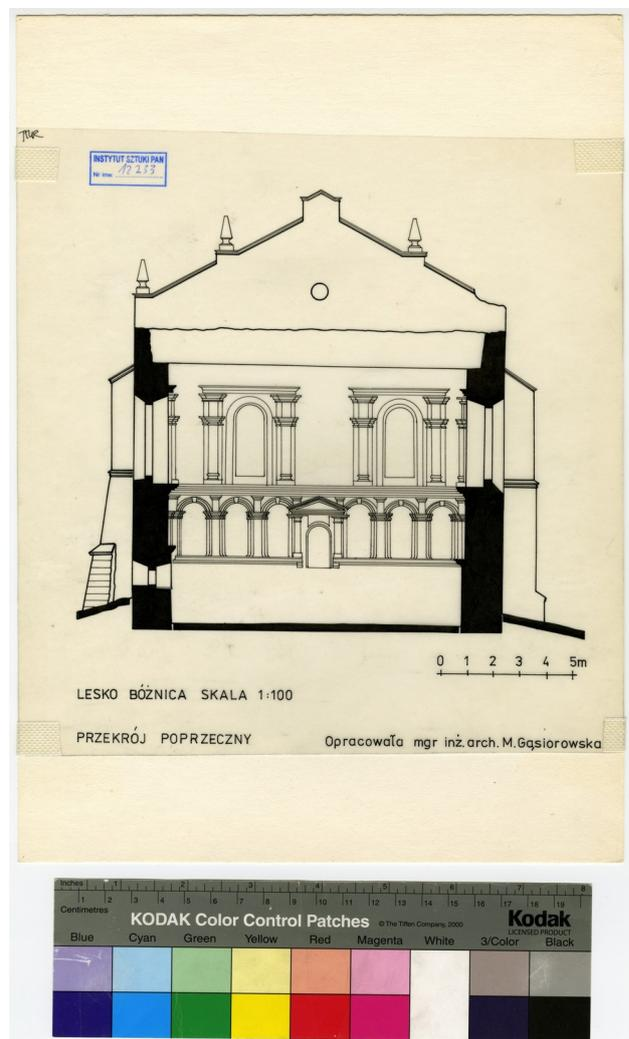 TNR
INSTYTUT SZTUKI PAN
Nr inw. 12 233
0 1 2 3 4 5m
LESKO BÓŻNICA SKALA 1:100
PRZEKRÓJ POPRZECZNY
Opracowała mgr inż. arch. M. Gąsiorowska
Inches 1 2 3 4 5 6 7 8
1 2 3 4 5 6 7 8 9 10 11 12 13 14 15 16 17 18 19
Centimetres
KODAK Color Control Patches © The Tiffen Company, 2000 Kodak
LICENSED PRODUCT
Blue Cyan Green Yellow Red Magenta White 3/Color Black